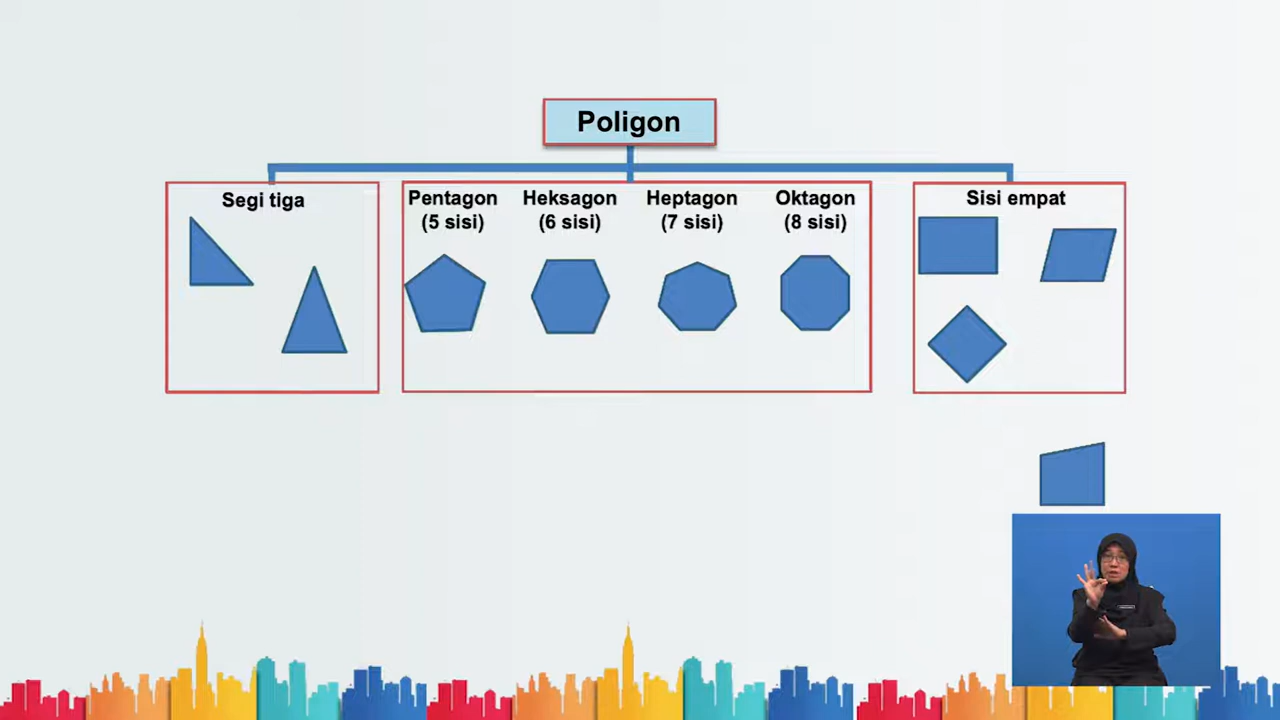 Poligon
Segi tiga
Pentagon
(5 sisi)
Heksagon
(6 sisi)
Heptagon
(7 sisi)
Oktagon
(8 sisi)
Sisi empat